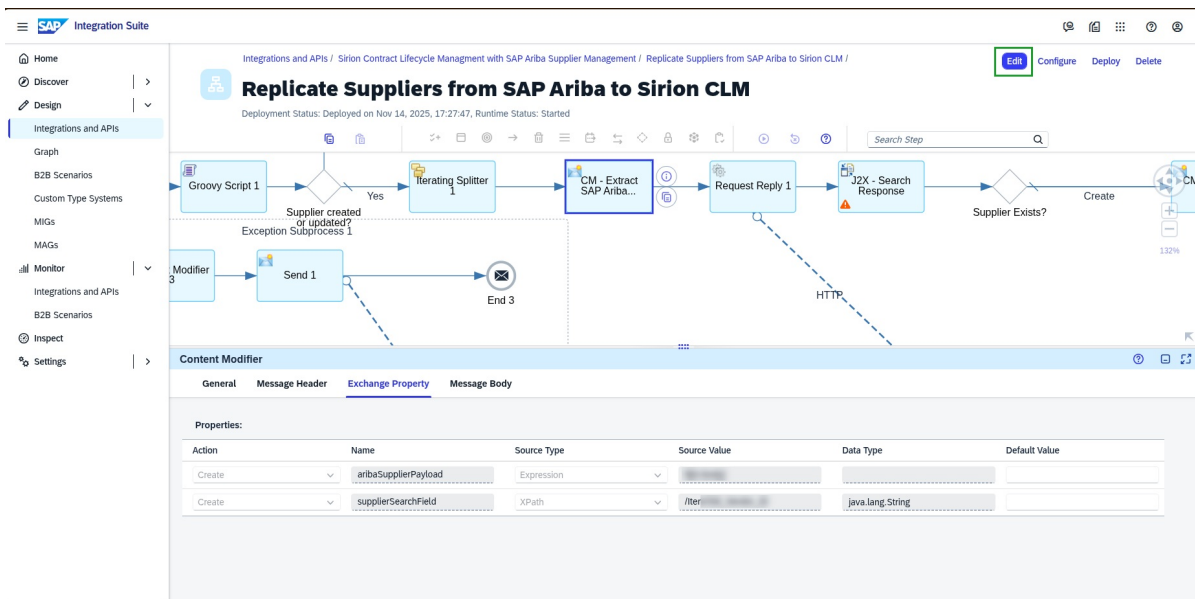 SAP Integration Suite
Home
Discover
Design
Integrations and APIs
Graph
B2B Scenarios
Custom Type Systems
MIGs
MAGs
Monitor
Integrations and APIs
B2B Scenarios
Inspect
Settings
Integrations and APIs / Sirion Contract Lifecycle Managment with SAP Ariba Supplier Management / Replicate Suppliers from SAP Ariba to Sirion CLM /
Edit Configure Deploy Delete
Replicate Suppliers from SAP Ariba to Sirion CLM
Deployment Status: Deployed on Nov 14, 2025, 17:27:47, Runtime Status: Started
Search Step
Groovy Script 1
Supplier created
or updated?
Yes
Iterating Splitter
1
CM - Extract
SAP Ariba...
Request Reply 1
J2X - Search
Response
Supplier Exists?
Create
CM
132%
Exception Subprocess 1
Modifier
3
Send 1
End 3
HTTP
Content Modifier
General Message Header Exchange Property Message Body
Properties:
Action Name Source Type Source Value Data Type Default Value
Create aribaSupplierPayload Expression
Create supplierSearchField XPath /Iter java.lang.String